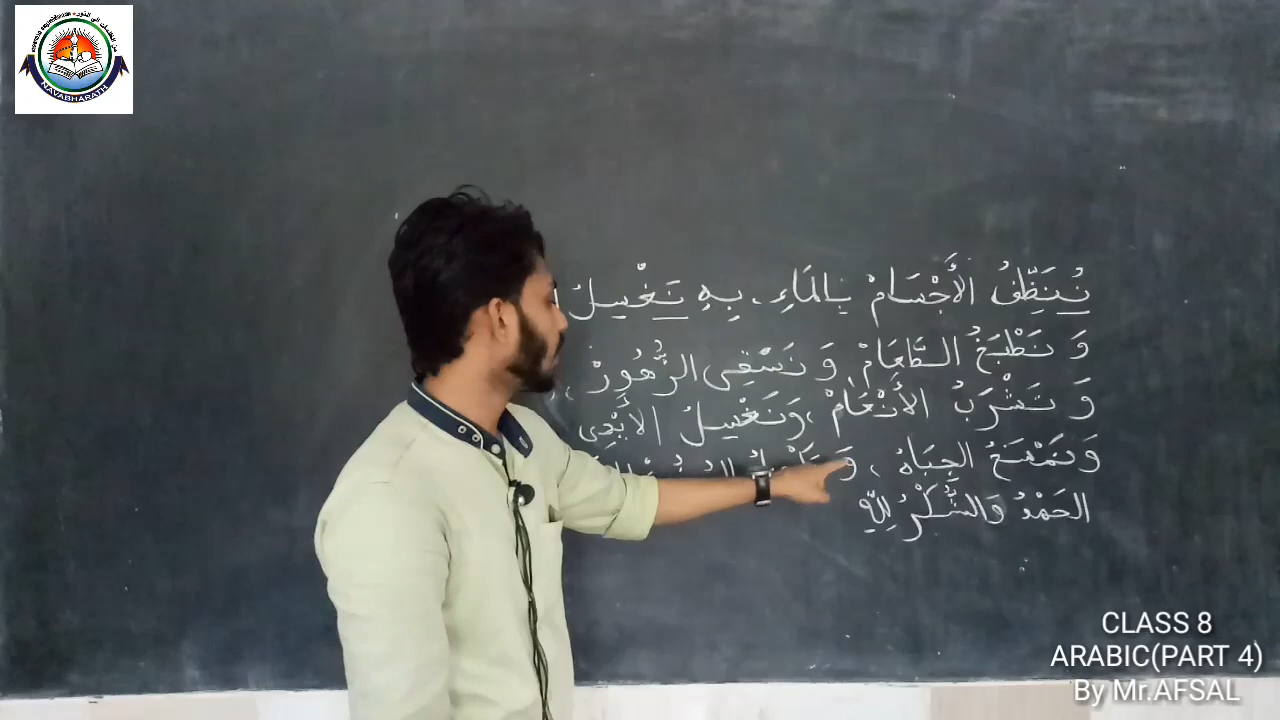 NAVABHARATH
نُنَظِّفُ الأَجْسَامْ بِالمَاءِ، بِهِ نَغْسِلُ
وَ نَطْبَخُ الطَّعَامْ وَ نَسْقِى الزُّهُورْ،
وَ تَشْرَبُ الأَنْعَامْ، وَنَغْسِلُ الأَيْدِى
وَنَمْسَحُ الجِبَاهْ، وَ
الحَمْدُ وَالشُّكْرُ لِلّٰهِ
CLASS 8
ARABIC(PART 4)
By Mr.AFSAL